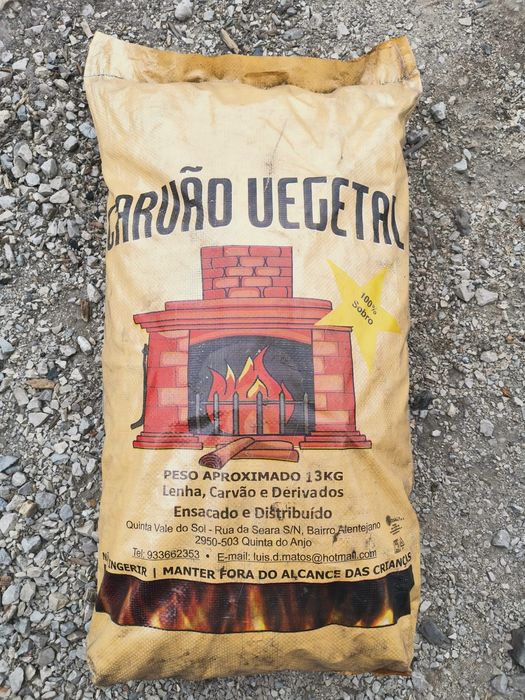 CARVÃO VEGETAL
100%
Sobro
PESO APROXIMADO 13KG
Lenha, Carvão e Derivados
Ensacado e Distribuído
Quinta Vale do Sol - Rua da Seara S/N, Bairro Alentejano
2950-503 Quinta do Anjo
Tel: 933662353 • E-mail: luis.d.matos@hotmail.com
INGERIR | MANTER FORA DO ALCANCE DAS CRIANÇAS